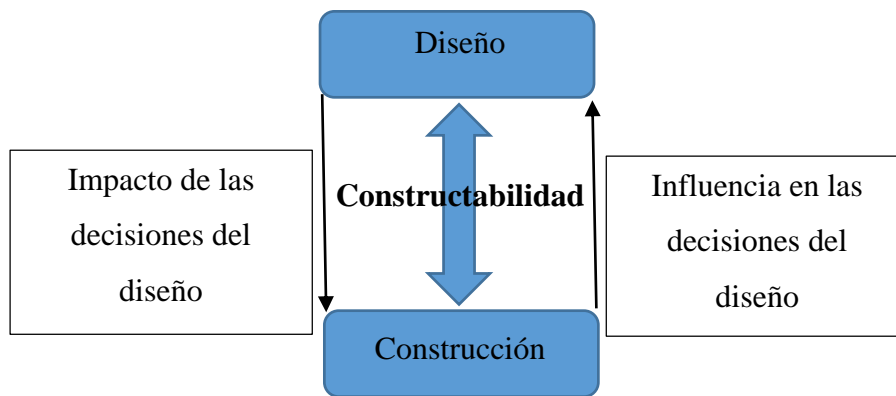 Diseño
Impacto de las
decisiones del
diseño
Constructabilidad
Influencia en las
decisiones del
diseño
Construcción